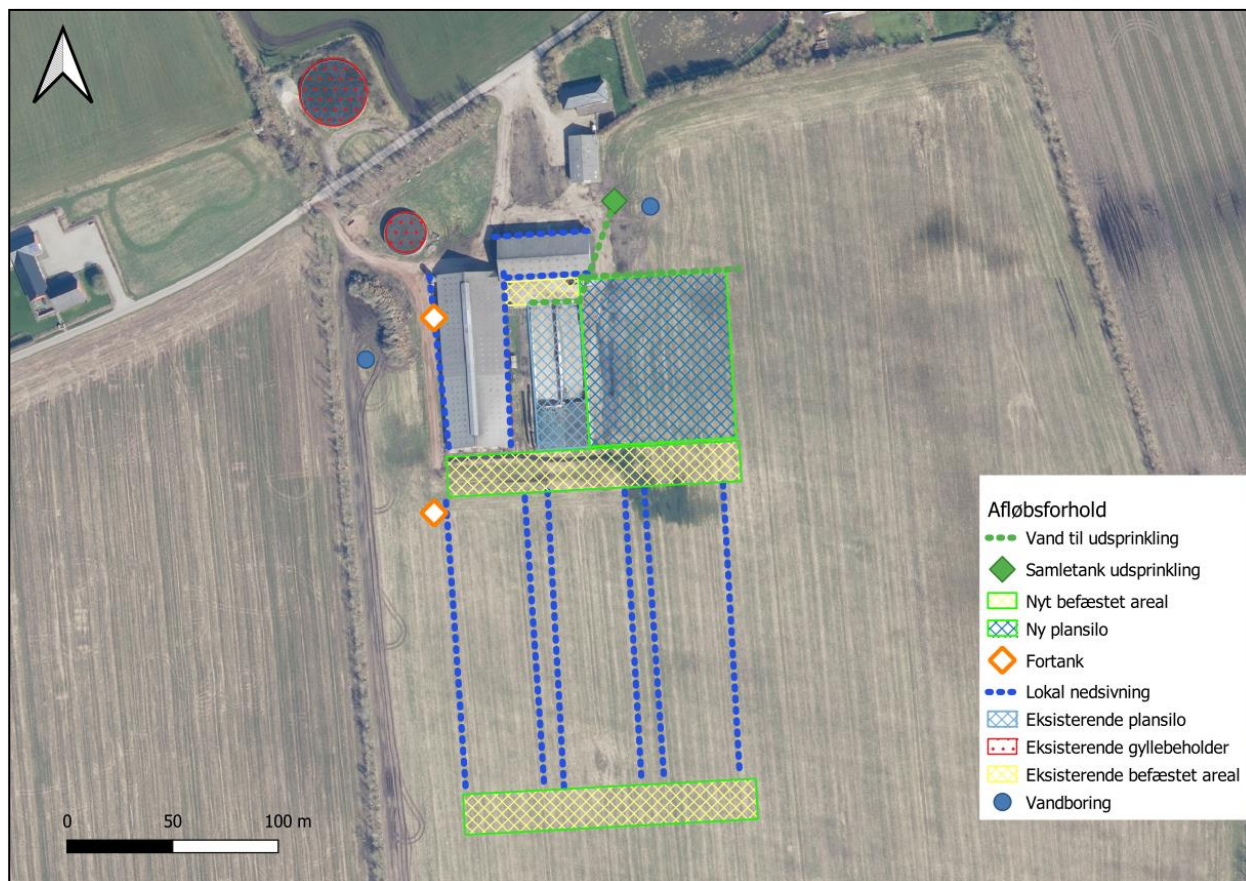 Afløbsforhold
Vand til udsprinkling
Samletank udsprinkling
Nyt befæstet areal
Ny plansilo
Fortank
Lokal nedsivning
Eksisterende plansilo
Eksisterende gyllebeholder
Eksisterende befæstet areal
Vandboring
0 50 100 m